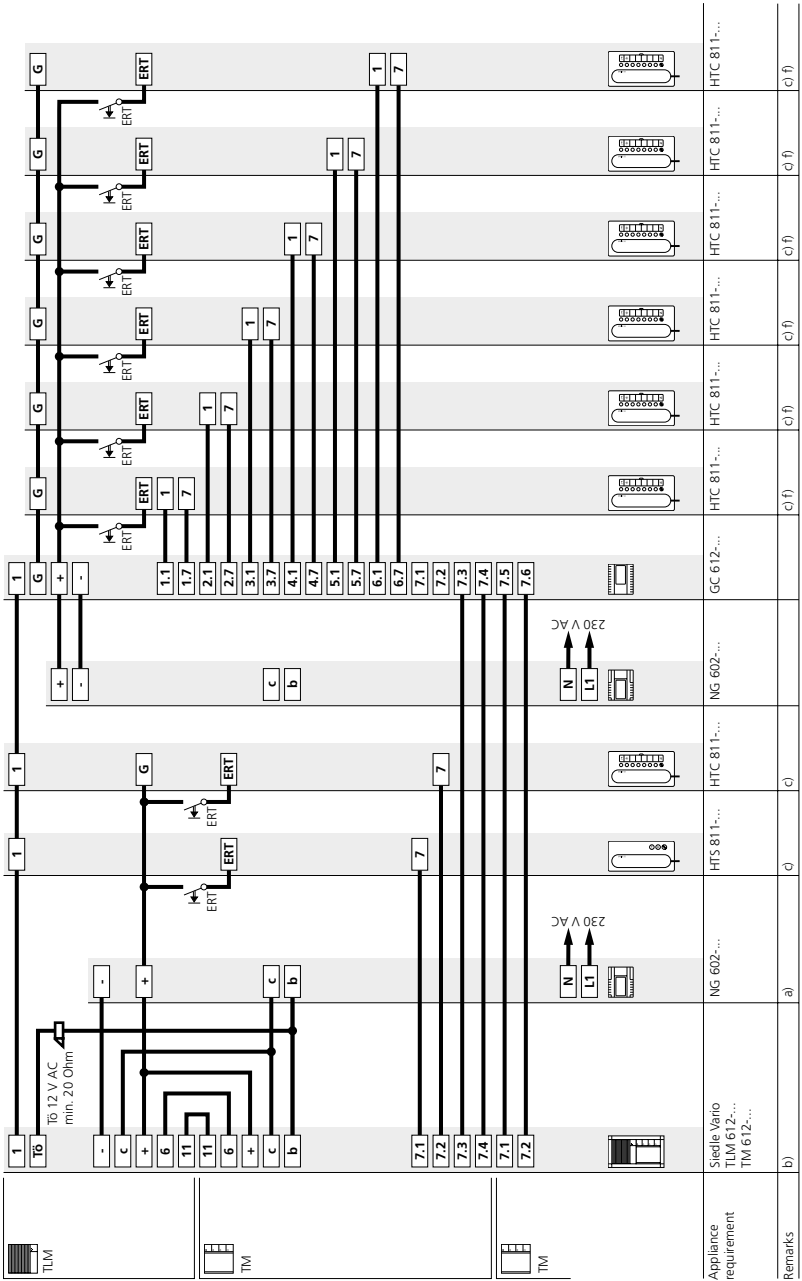 1 1 1 1
Tö G G G G G G G
TLM
Tö 12 V AC
min. 20 Ohm
+ +
- -
- -
c
ERT ERT ERT ERT ERT ERT
+ + G ERT ERT ERT ERT ERT ERT
6 1.1 1
11 1.7 7
11 2.1 1
ERT ERT
6 ERT ERT 2.7 7
TM
+ 3.1 1
c c c 3.7 7
b b b 4.1 1
4.7 7
5.1 1
5.7 7
6.1 1
6.7 7
7.1 7 7.1
7.2 7 7.2
7.3 7.3
7.4 7.4
7.1 7.5
7.2 7.6
TM
N N
230 V AC 230 V AC
L1 L1
Appliance requirement
Siedle Vario
TLM 612-...
TM 612-...
NG 602-...
HTS 811-...
HTC 811-...
NG 602-...
GC 612-...
HTC 811-...
HTC 811-...
HTC 811-...
HTC 811-...
HTC 811-...
HTC 811-...
Remarks b) a) c) c) c) f) c) f) c) f) c) f) c) f) c) f)